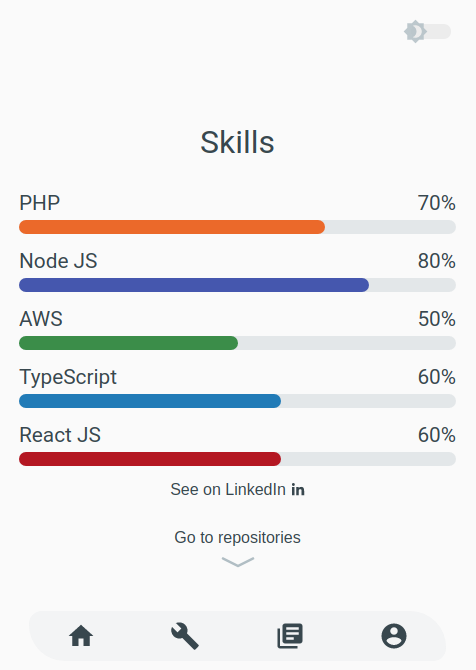 Skills
PHP 70%
Node JS 80%
AWS 50%
TypeScript 60%
React JS 60%
See on LinkedIn in
Go to repositories